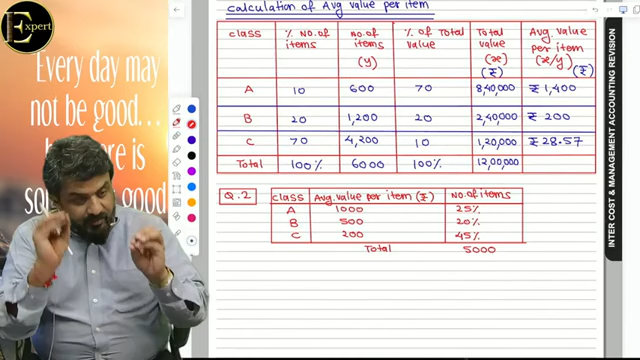 Expert
calculation of Avg value per item
class
% No. of items
No. of items (y)
% of Total value
Total value (x) (₹)
Avg. value per item (x/y) (₹)
A 10 600 70 8,40,000 ₹ 1,400
B 20 1,200 20 2,40,000 ₹ 200
C 70 4,200 10 1,20,000 ₹ 28.57
Total 100% 6000 100% 12,00,000
Q.2
class Avg. value per item (₹) No. of items
A 1000 25%
B 500 20%
C 200 45%
Total 5000
Every day may
not be good...
is
good
INTER COST & MANAGEMENT ACCOUNTING REVISION